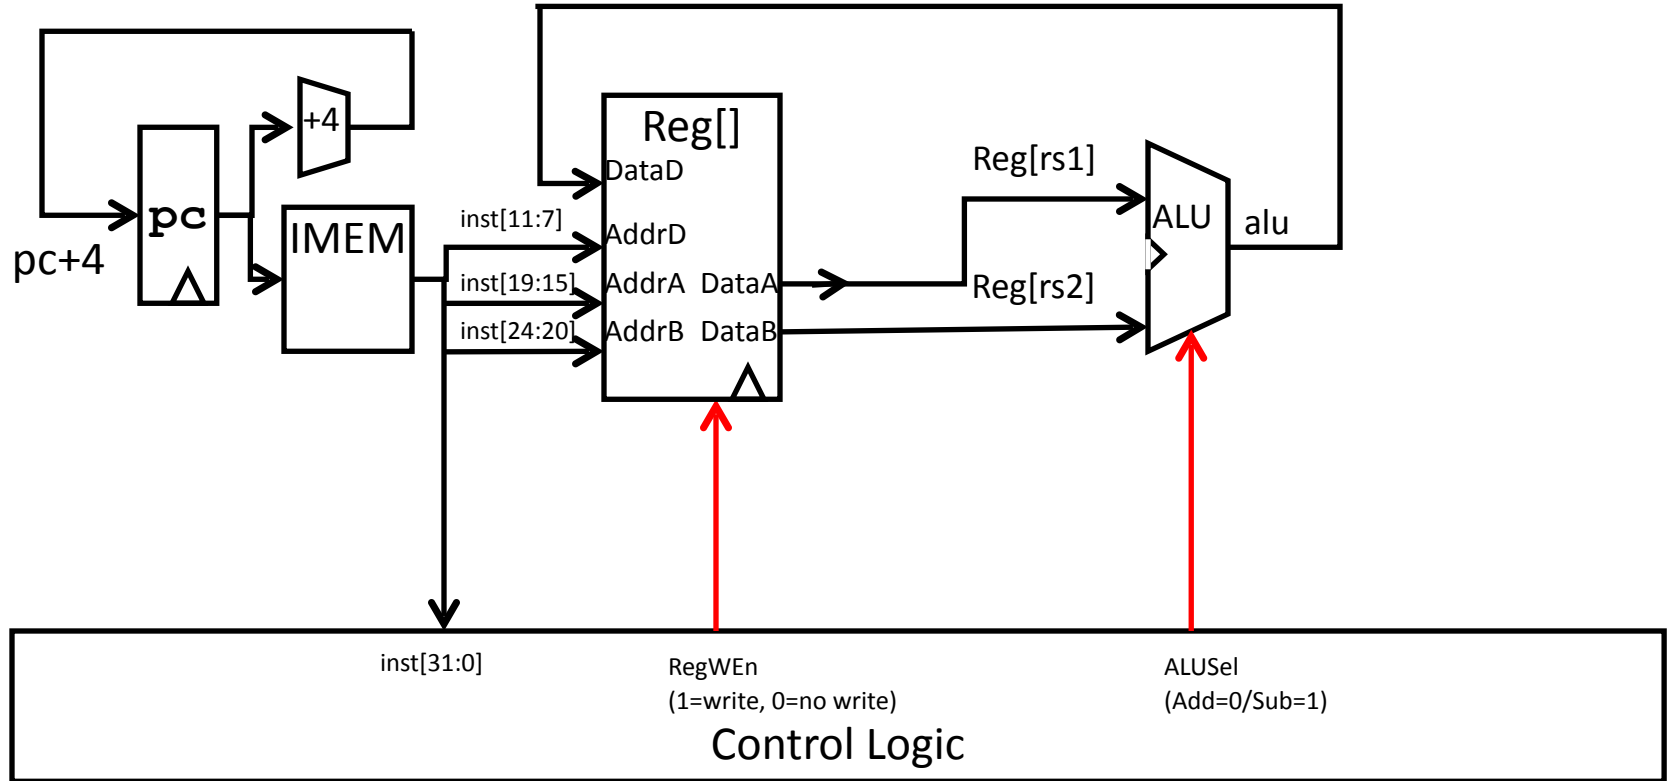 +4
pc
pc+4
IMEM
inst[11:7]
inst[19:15]
inst[24:20]
Reg[]
DataD
AddrD
AddrA DataA
AddrB DataB
Reg[rs1]
Reg[rs2]
ALU
alu
inst[31:0]
RegWEn
(1=write, 0=no write)
ALUSel
(Add=0/Sub=1)
Control Logic